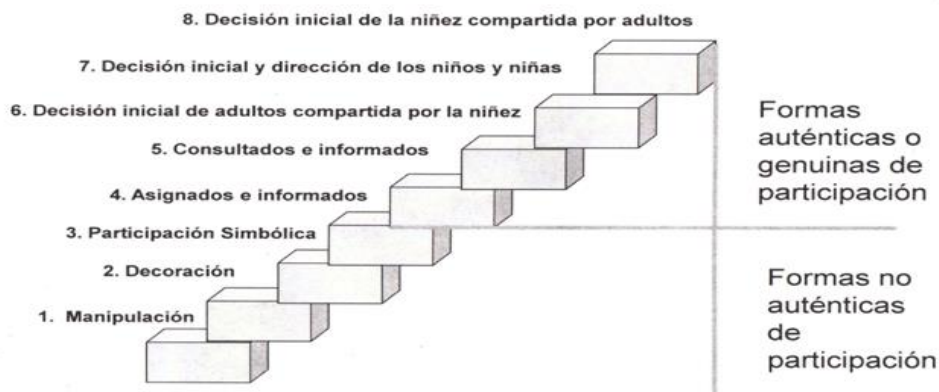 8. Decisión inicial de la niñez compartida por adultos
7. Decisión inicial y dirección de los niños y niñas
6. Decisión inicial de adultos compartida por la niñez
5. Consultados e informados
4. Asignados e informados
3. Participación Simbólica
2. Decoración
1. Manipulación
Formas
auténticas o
genuinas de
participación
Formas no
auténticas
de
participación